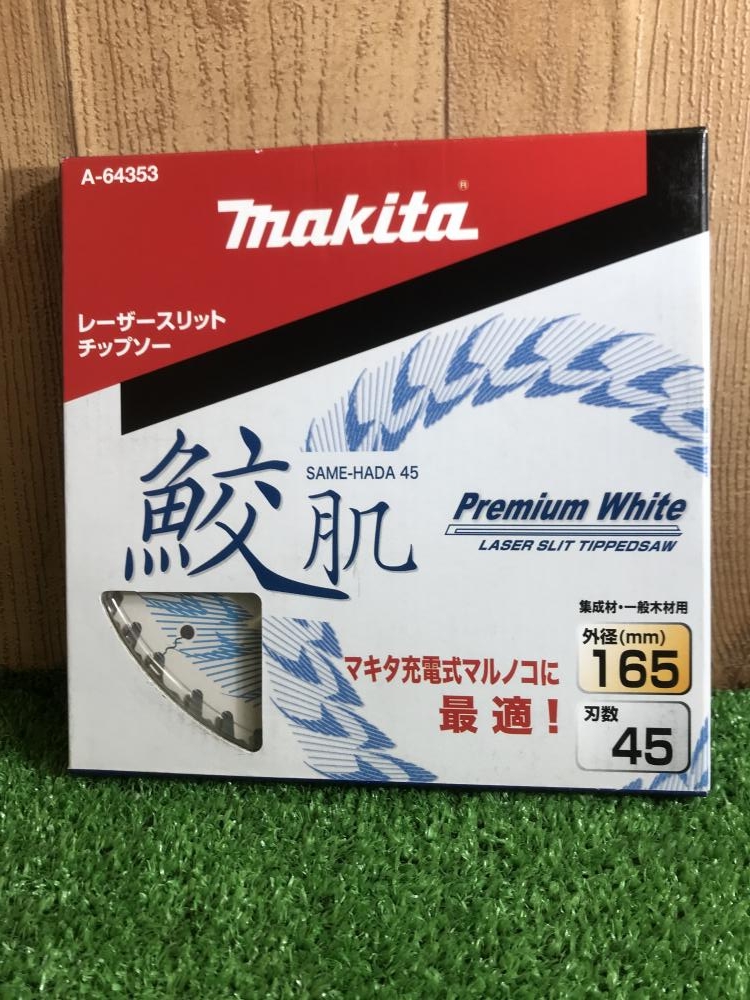 A-64353
makita®
レーザースリット
チップソー
鮫肌
SAME-HADA 45
Premium White
LASER SLIT TIPPEDSAW
集成材・一般木材用
外径(mm)
165
刃数
45
マキタ充電式マルノコに
最適！